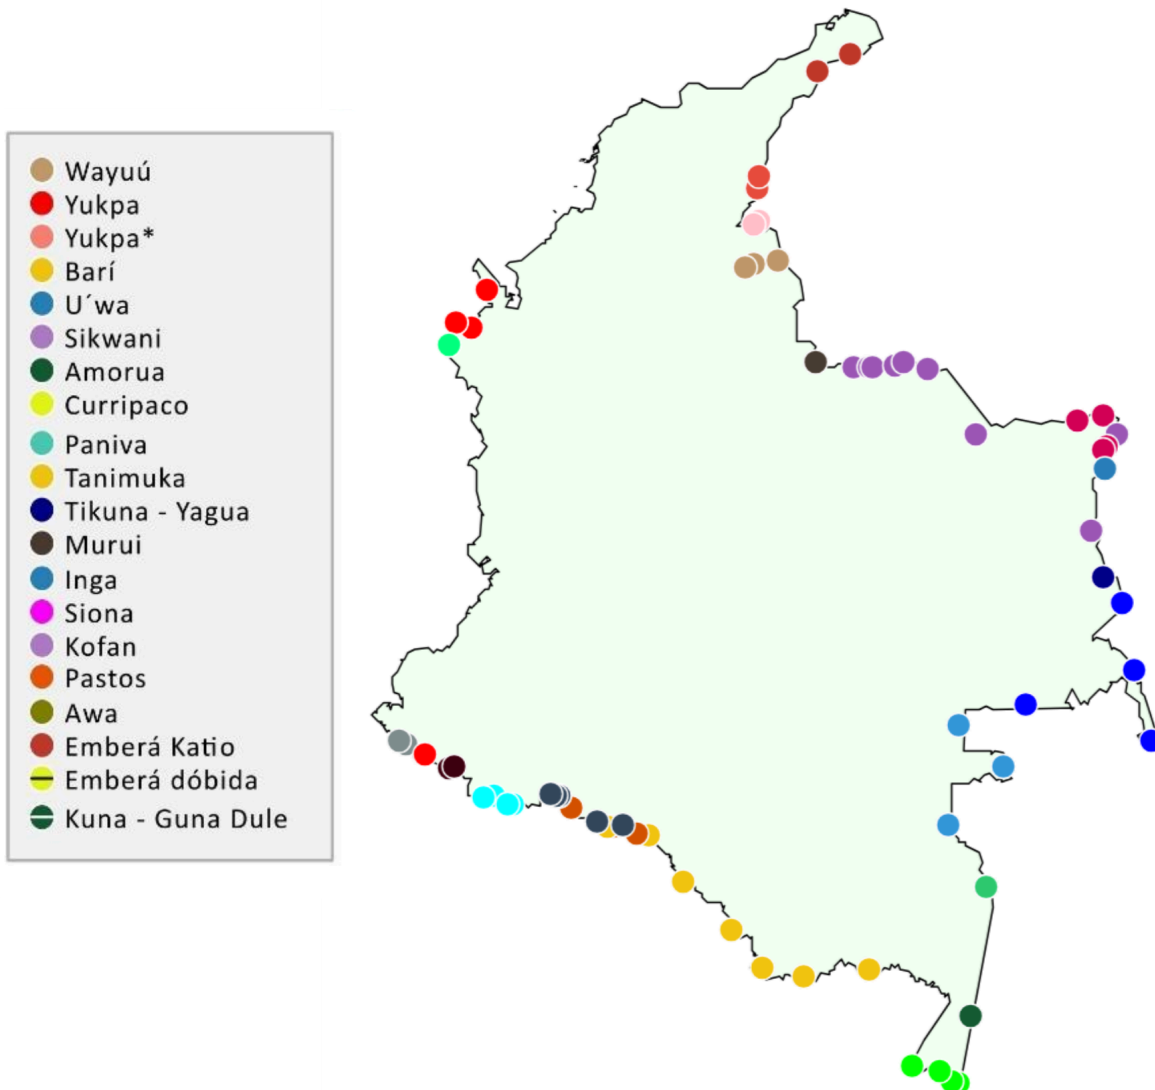 Wayuú
Yukpa
Yukpa*
Barí
U´wa
Sikwani
Amorua
Curripaco
Paniva
Tanimuka
Tikuna - Yagua
Murui
Inga
Siona
Kofan
Pastos
Awa
Emberá Katio
Emberá dóbida
Kuna - Guna Dule